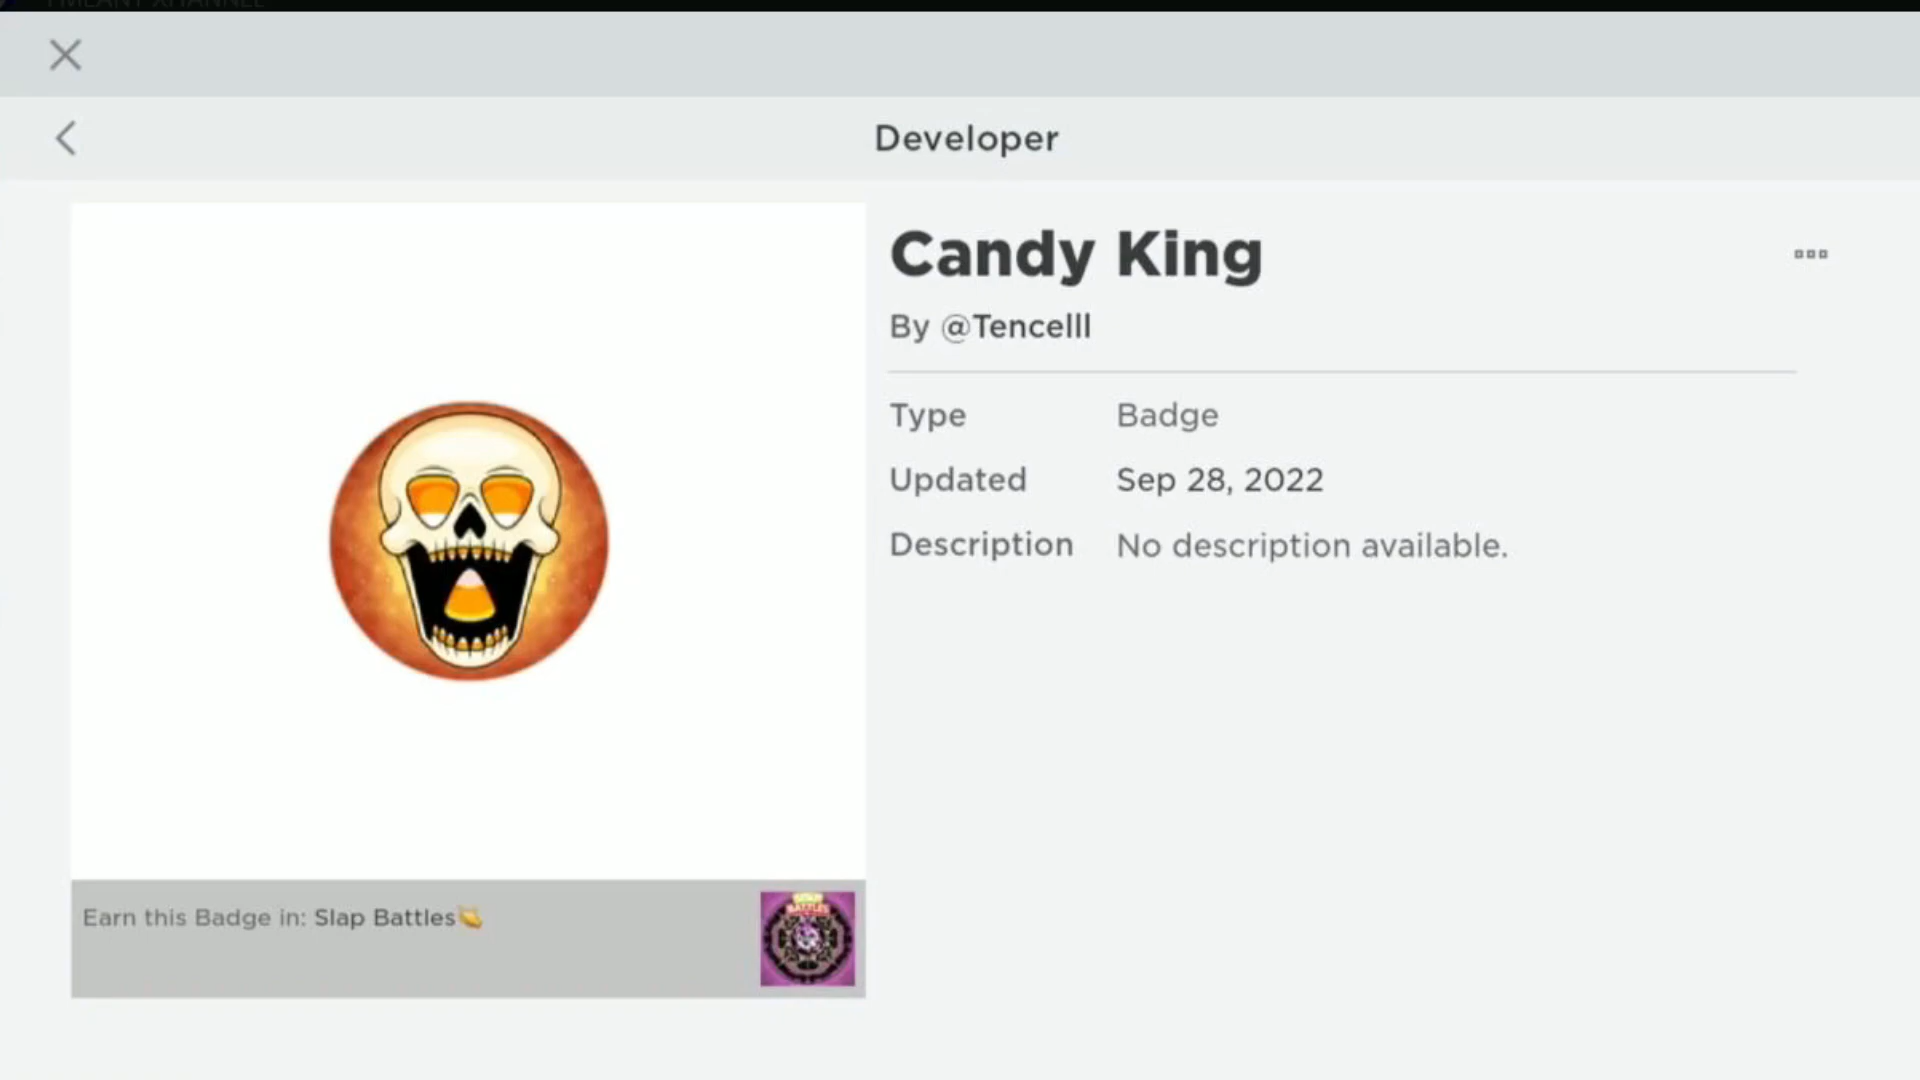 Developer
Candy King
By @Tencelll
Type Badge
Updated Sep 28, 2022
Description No description available.
Earn this Badge in: Slap Battles👏